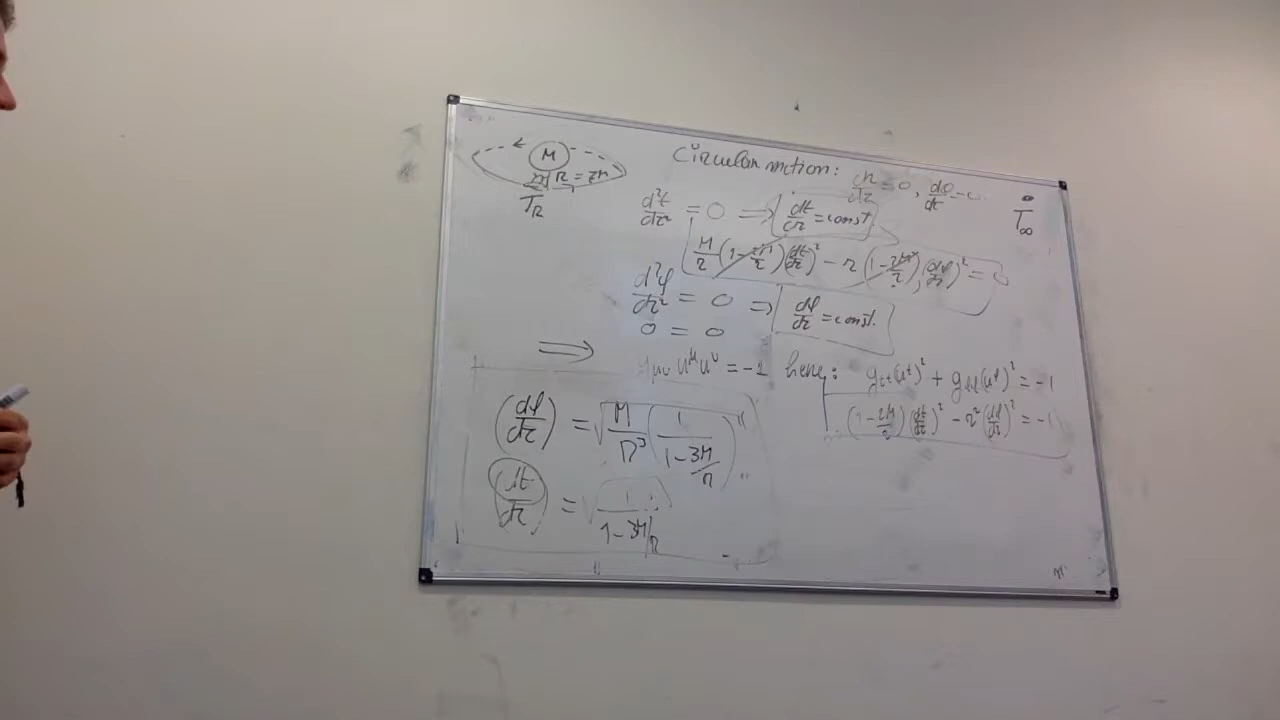 Circular motion: dr/dτ = 0, dθ/dτ = 0
M
R = 7M
T_R
T_∞
d²t/dτ² = 0 ⟹ dt/dτ = const.
M/r (1 - 2M/r) (dt/dτ)² - r (1 - 2M/r) (dφ/dτ)² = 0
d²φ/dτ² = 0 ⟹ dφ/dτ = const.
0 = 0
⟹ g_μν u^μ u^ν = -1 here: g_tt (u^t)² + g_φφ (u^φ)² = -1
(1 - 2M/r) (dt/dτ)² - r² (dφ/dτ)² = -1
(dφ/dτ) = √(M/r³ (1/(1 - 3M/r)))
(dt/dτ) = √(1/(1 - 3M/r))